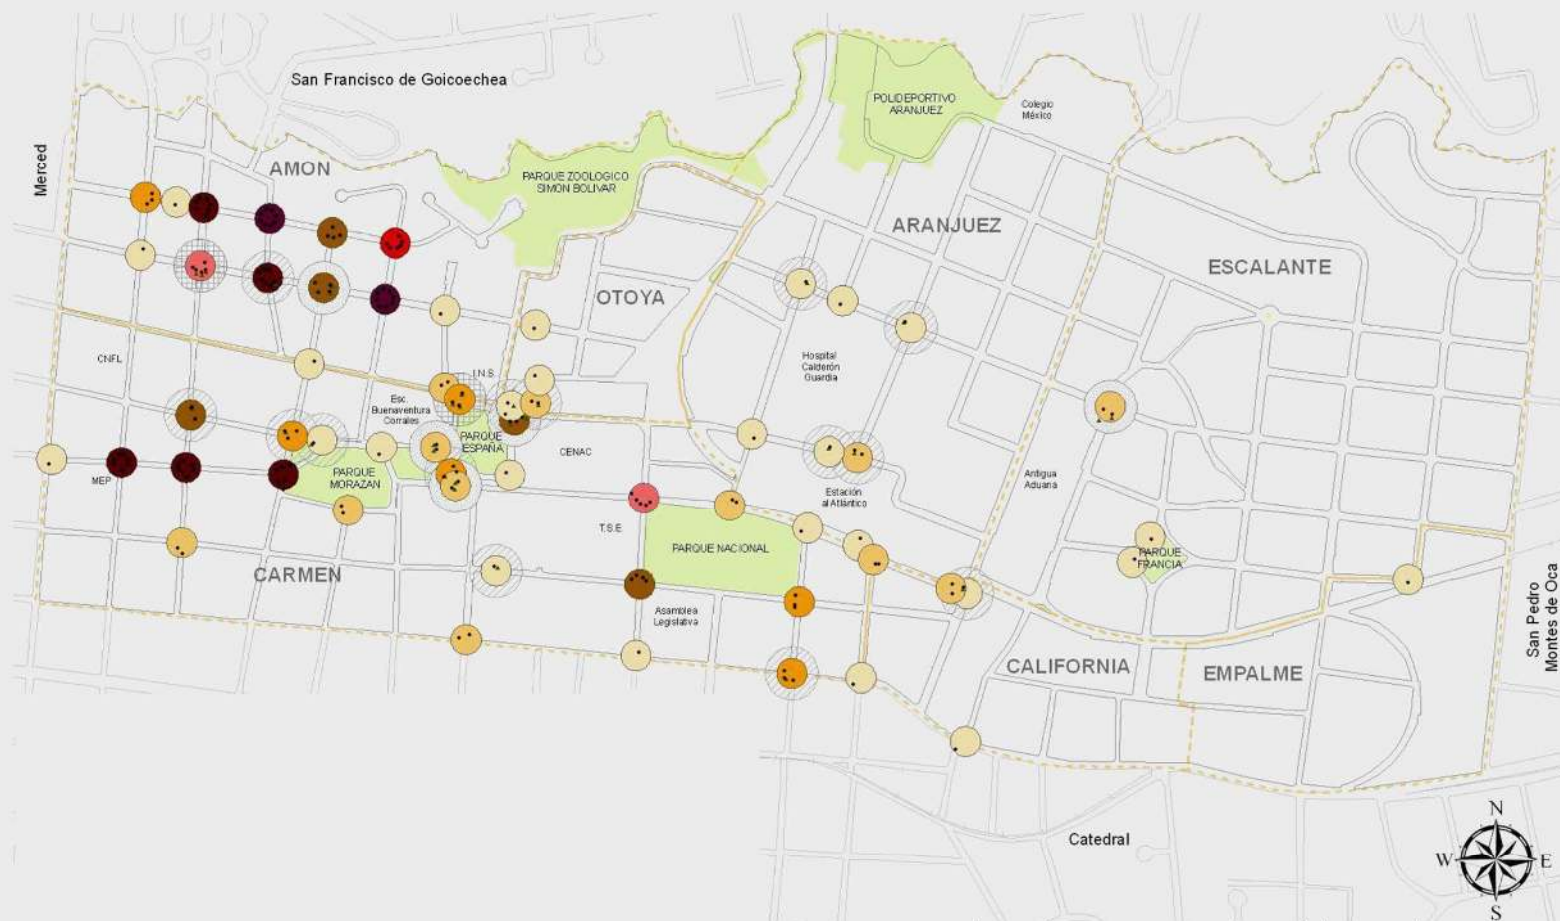 San Francisco de Goicoechea
Merced
AMON
PARQUE ZOOLOGICO
SIMON BOLIVAR
POLIDEPORTIVO
ARANJUEZ
Colegio
México
ARANJUEZ
ESCALANTE
OTOYA
CNFL
I.N.S.
Hospital
Calderón
Guardia
Esc.
Buenaventura
Corrales
PARQUE
ESPAÑA
CENAC
MEP
PARQUE
MORAZAN
Estación
al Atlántico
Antigua
Aduana
T.S.E.
PARQUE NACIONAL
PARQUE
FRANCIA
CARMEN
Asamblea
Legislativa
CALIFORNIA
EMPALME
San Pedro
Montes de Oca
Catedral
N
W
E
S